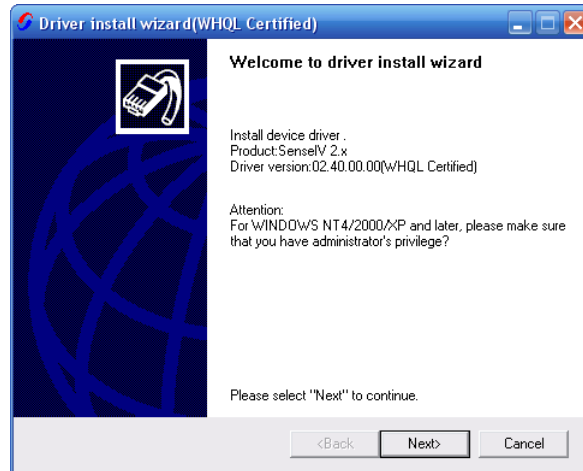 Driver install wizard(WHQL Certified)
Welcome to driver install wizard
Install device driver .
Product:SenseIV 2.x
Driver version:02.40.00.00(WHQL Certified)
Attention:
For WINDOWS NT4/2000/XP and later, please make sure
that you have administrator's privilege?
Please select "Next" to continue.
<Back
Next>
Cancel